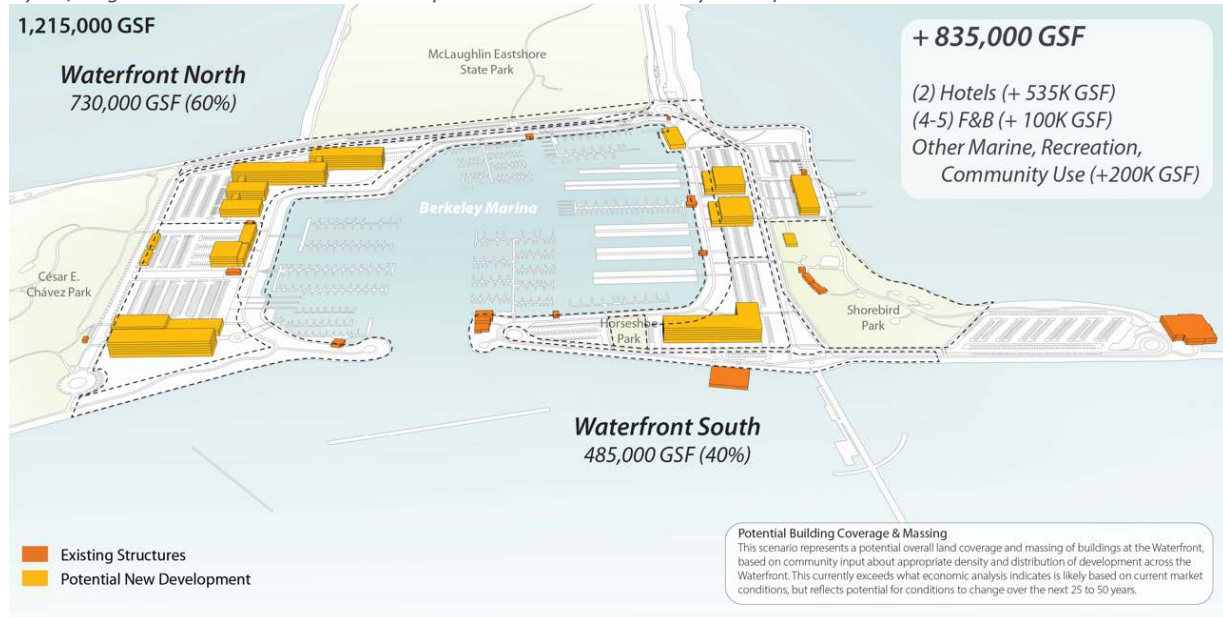 1,215,000 GSF
Waterfront North
730,000 GSF (60%)
McLaughlin Eastshore
State Park
+ 835,000 GSF
(2) Hotels (+ 535K GSF)
(4-5) F&B (+ 100K GSF)
Other Marine, Recreation,
Community Use (+200K GSF)
Berkeley Marina
César E.
Chávez Park
Horseshoe
Park
Shorebird
Park
Waterfront South
485,000 GSF (40%)
Existing Structures
Potential New Development
Potential Building Coverage & Massing
This scenario represents a potential overall land coverage and massing of buildings at the Waterfront,
based on community input about appropriate density and distribution of development across the
Waterfront. This currently exceeds what economic analysis indicates is likely based on current market
conditions, but reflects potential for conditions to change over the next 25 to 50 years.